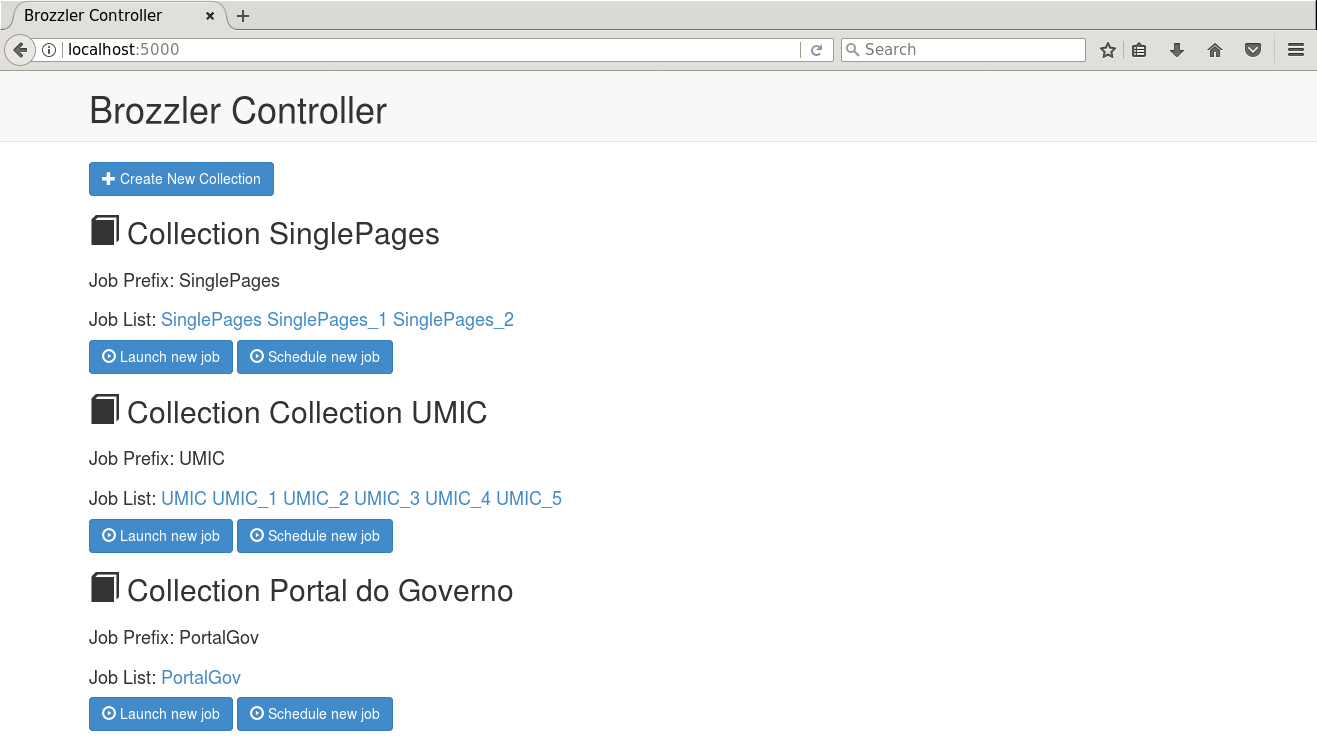 Brozzler Controller
localhost:5000 Search
Brozzler Controller
Create New Collection
Collection SinglePages
Job Prefix: SinglePages
Job List: SinglePages SinglePages_1 SinglePages_2
Launch new job Schedule new job
Collection Collection UMIC
Job Prefix: UMIC
Job List: UMIC UMIC_1 UMIC_2 UMIC_3 UMIC_4 UMIC_5
Launch new job Schedule new job
Collection Portal do Governo
Job Prefix: PortalGov
Job List: PortalGov
Launch new job Schedule new job